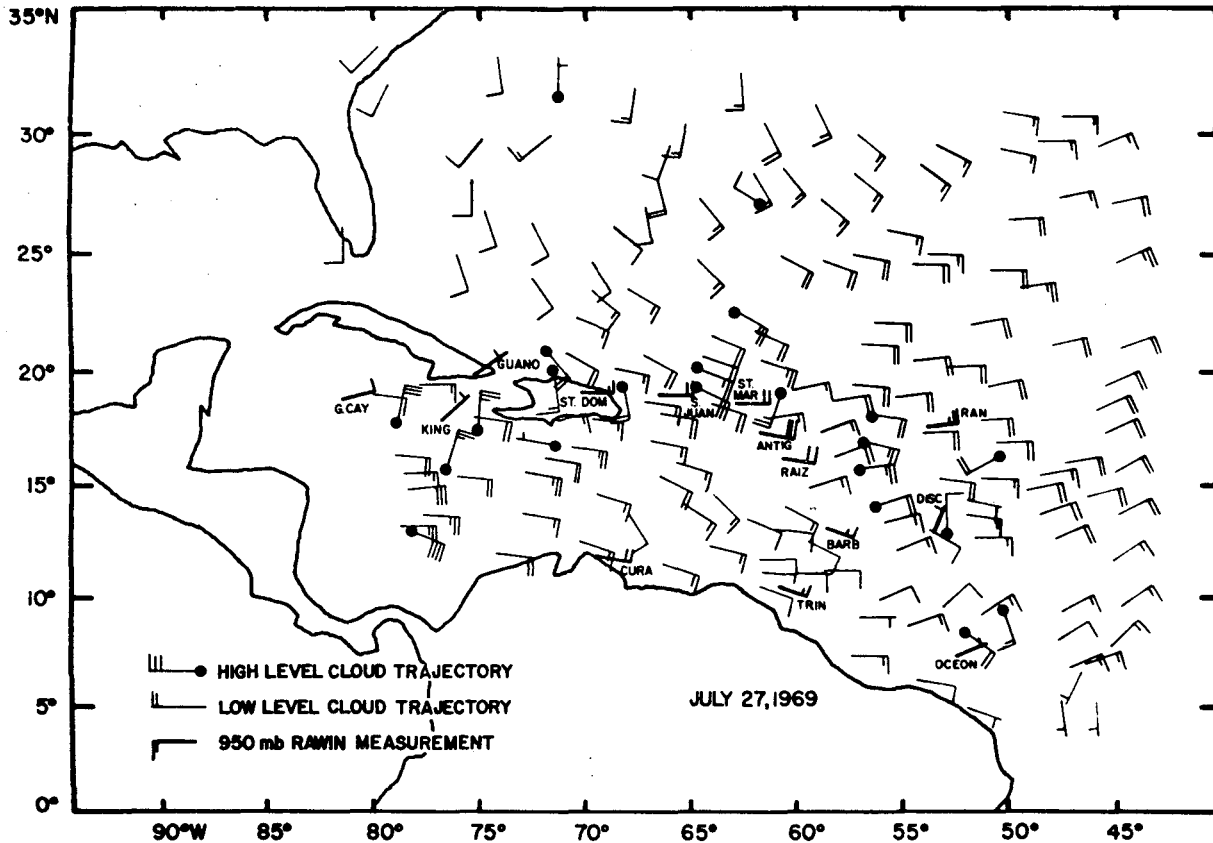 35°N
30°
25°
20°
15°
10°
5°
0°
GUANO
G.CAY
KING
ST. DOM
S. JUAN
ST. MAR
ANTIG
RAIZ
RAN
DISC
BARB
CURA
TRIN
OCEON
HIGH LEVEL CLOUD TRAJECTORY
LOW LEVEL CLOUD TRAJECTORY
950 mb RAWIN MEASUREMENT
JULY 27,1969
90°W 85° 80° 75° 70° 65° 60° 55° 50° 45°